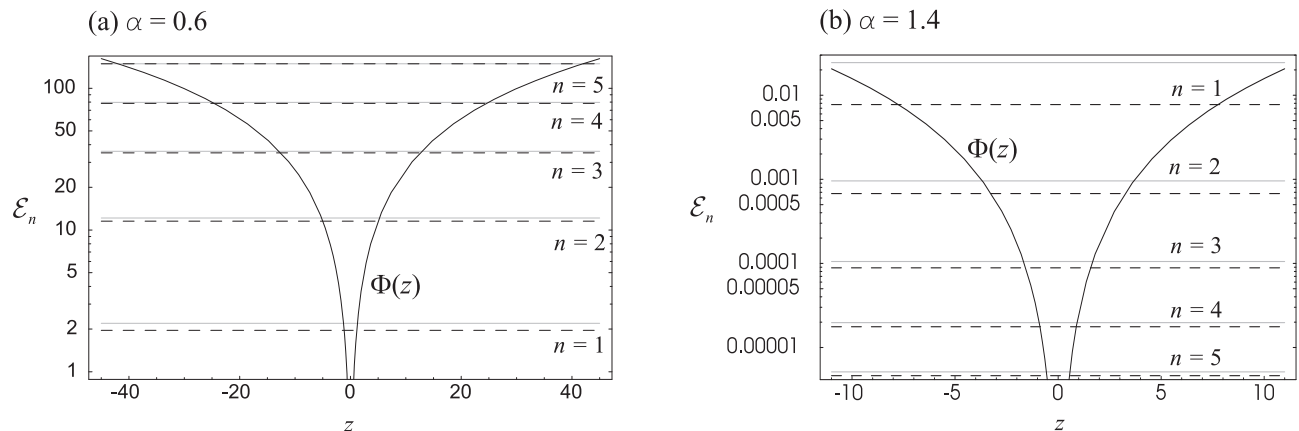 (a) α = 0.6
100
50
20
10
5
2
1
ℰn
n = 5
n = 4
n = 3
n = 2
n = 1
Φ(z)
-40
-20
0
20
40
z
(b) α = 1.4
0.01
0.005
0.001
0.0005
0.0001
0.00005
0.00001
ℰn
n = 1
n = 2
n = 3
n = 4
n = 5
Φ(z)
-10
-5
0
5
10
z